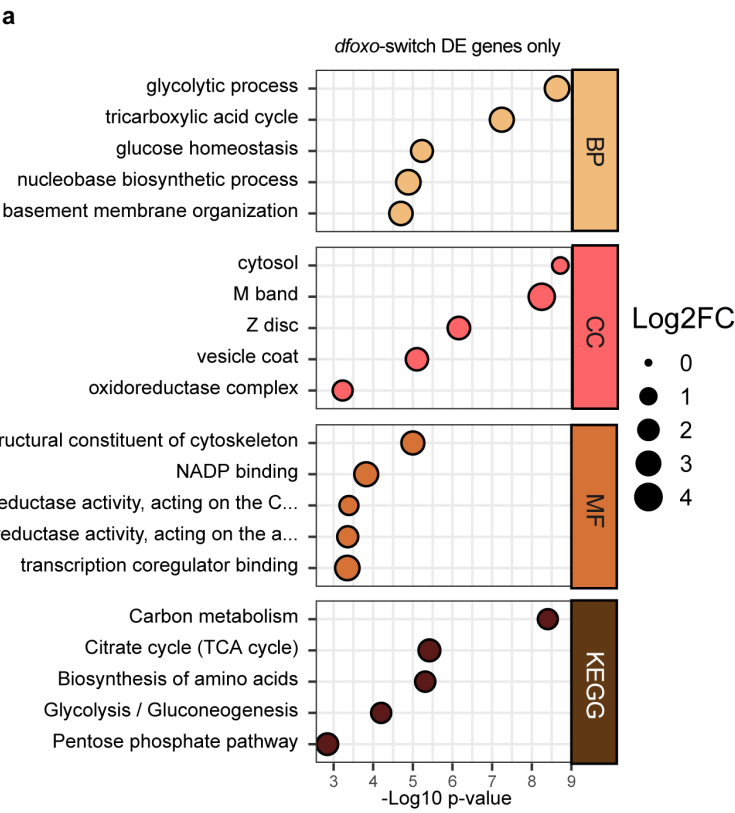 a
dfoxo-switch DE genes only
glycolytic process
tricarboxylic acid cycle
glucose homeostasis
nucleobase biosynthetic process
basement membrane organization
BP
cytosol
M band
Z disc
vesicle coat
oxidoreductase complex
CC
Log2FC
0
1
2
3
4
ructural constituent of cytoskeleton
NADP binding
eductase activity, acting on the C...
eductase activity, acting on the a...
transcription coregulator binding
MF
Carbon metabolism
Citrate cycle (TCA cycle)
Biosynthesis of amino acids
Glycolysis / Gluconeogenesis
Pentose phosphate pathway
KEGG
3 4 5 6 7 8 9
-Log10 p-value